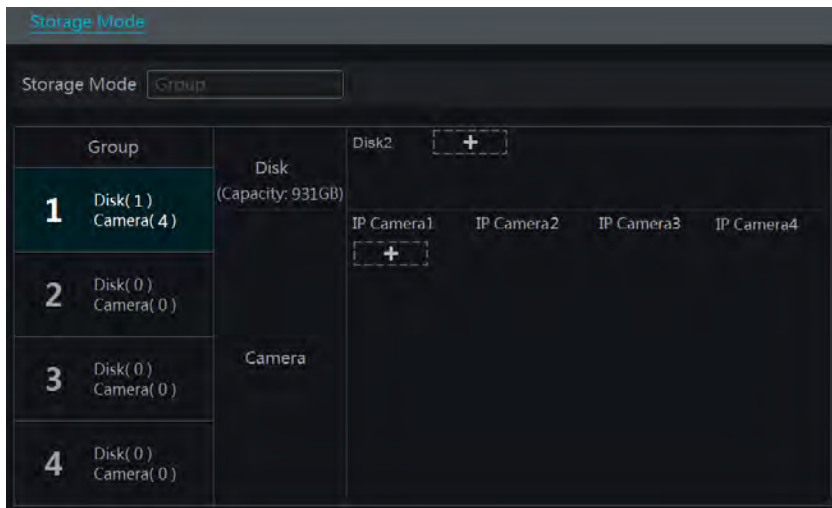 Storage Mode
Storage Mode Group
Group
1 Disk( 1 )
Camera( 4 )
2 Disk( 0 )
Camera( 0 )
3 Disk( 0 )
Camera( 0 )
4 Disk( 0 )
Camera( 0 )
Disk
(Capacity: 931GB)
Camera
Disk2 +
IP Camera1 IP Camera2 IP Camera3 IP Camera4
+